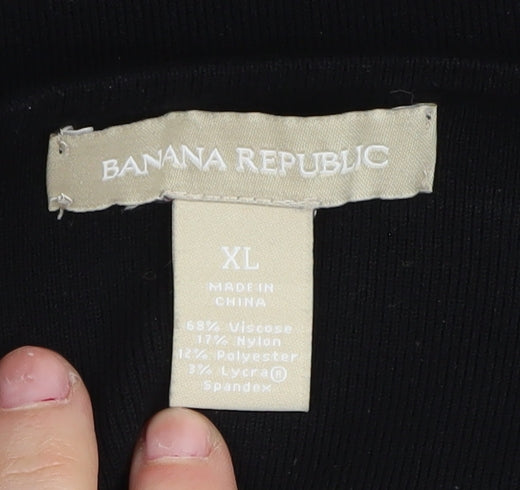 BANANA REPUBLIC
XL
MADE IN
CHINA
68% Viscose
17% Nylon
12% Polyester
3% Lycra®
Spandex